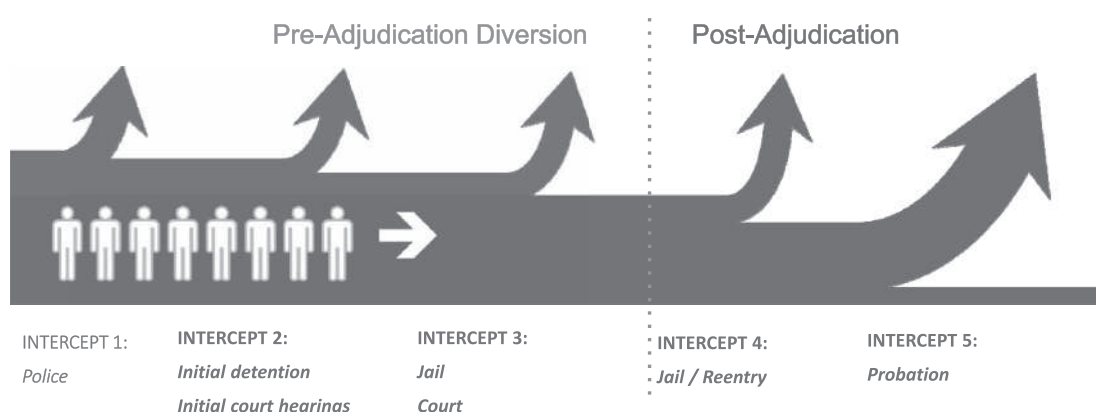 Pre-Adjudication Diversion
Post-Adjudication
INTERCEPT 1:
Police
INTERCEPT 2:
Initial detention
Initial court hearings
INTERCEPT 3:
Jail
Court
INTERCEPT 4:
Jail / Reentry
INTERCEPT 5:
Probation